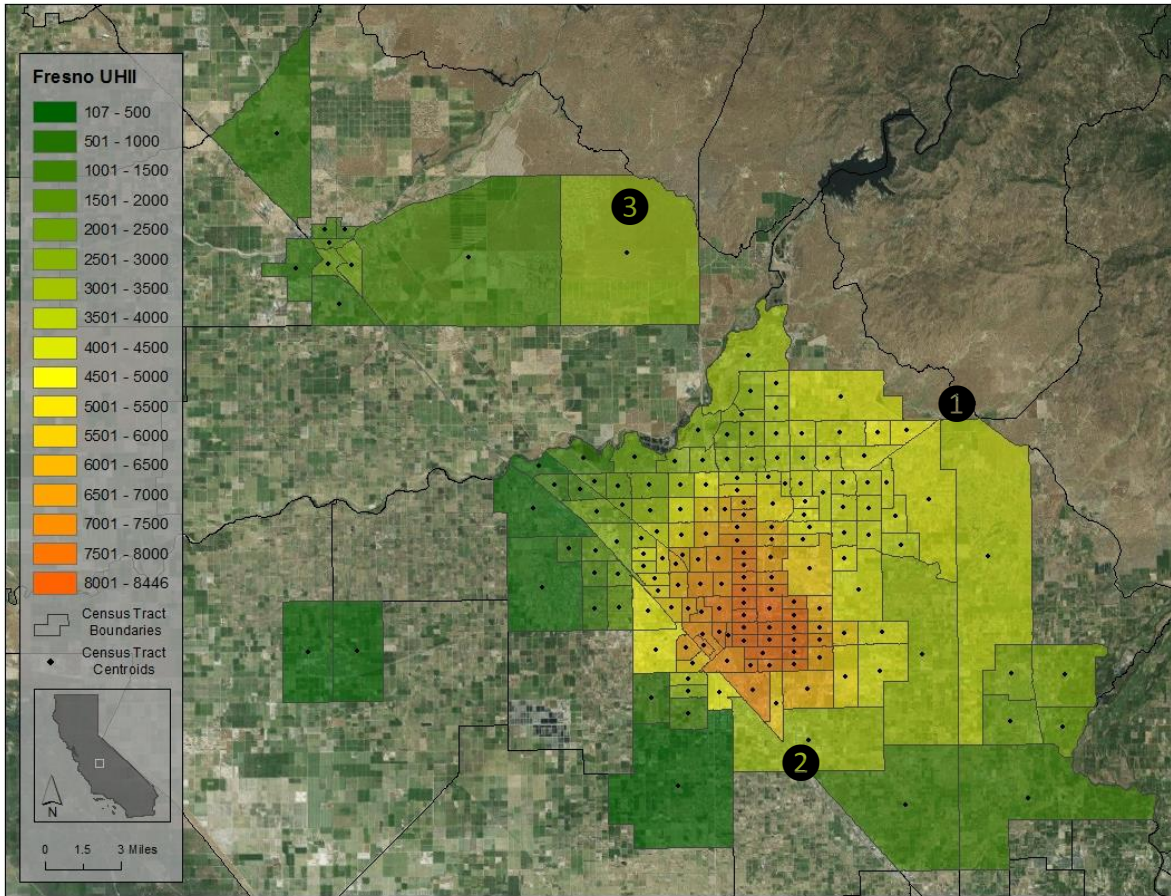 Fresno UHII
107 - 500
501 - 1000
1001 - 1500
1501 - 2000
2001 - 2500
2501 - 3000
3001 - 3500
3501 - 4000
4001 - 4500
4501 - 5000
5001 - 5500
5501 - 6000
6001 - 6500
6501 - 7000
7001 - 7500
7501 - 8000
8001 - 8446
Census Tract
Boundaries
Census Tract
Centroids
N
0 1.5 3 Miles
3
1
2